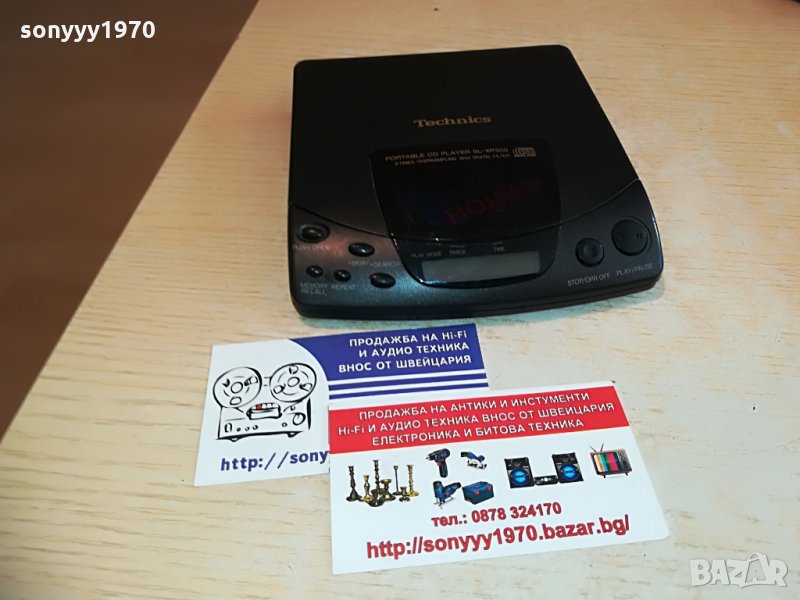 sonyyy1970
Technics
PORTABLE CD PLAYER SL-XP300
PLAY MODE
TRACK
TIME
OPEN
SEARCH
MEMORY REPEAT
RECALL
STOP/OPR OFF PLAY/PAUSE
ПРОДАЖБА НА Hi-Fi
И АУДИО ТЕХНИКА
ВНОС ОТ ШВЕЙЦАРИЯ
http://sony
ПРОДАЖБА НА АНТИКИ И ИНСТУМЕНТИ
Hi-Fi И АУДИО ТЕХНИКА ВНОС ОТ ШВЕЙЦАРИЯ
ЕЛЕКТРОНИКА И БИТОВА ТЕХНИКА
тел.: 0878 324170
http://sonyyy1970.bazar.bg/
BAZAR